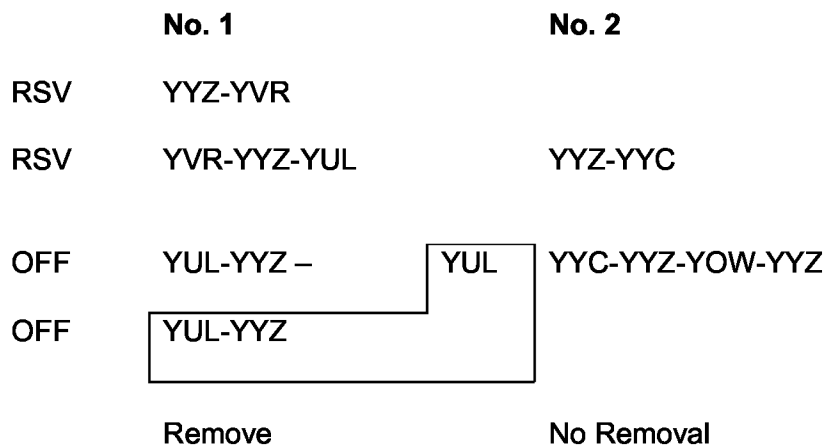 No. 1 No. 2
RSV YYZ-YVR
RSV YVR-YYZ-YUL YYZ-YYC
OFF YUL-YYZ – YUL YYC-YYZ-YOW-YYZ
OFF YUL-YYZ
Remove No Removal